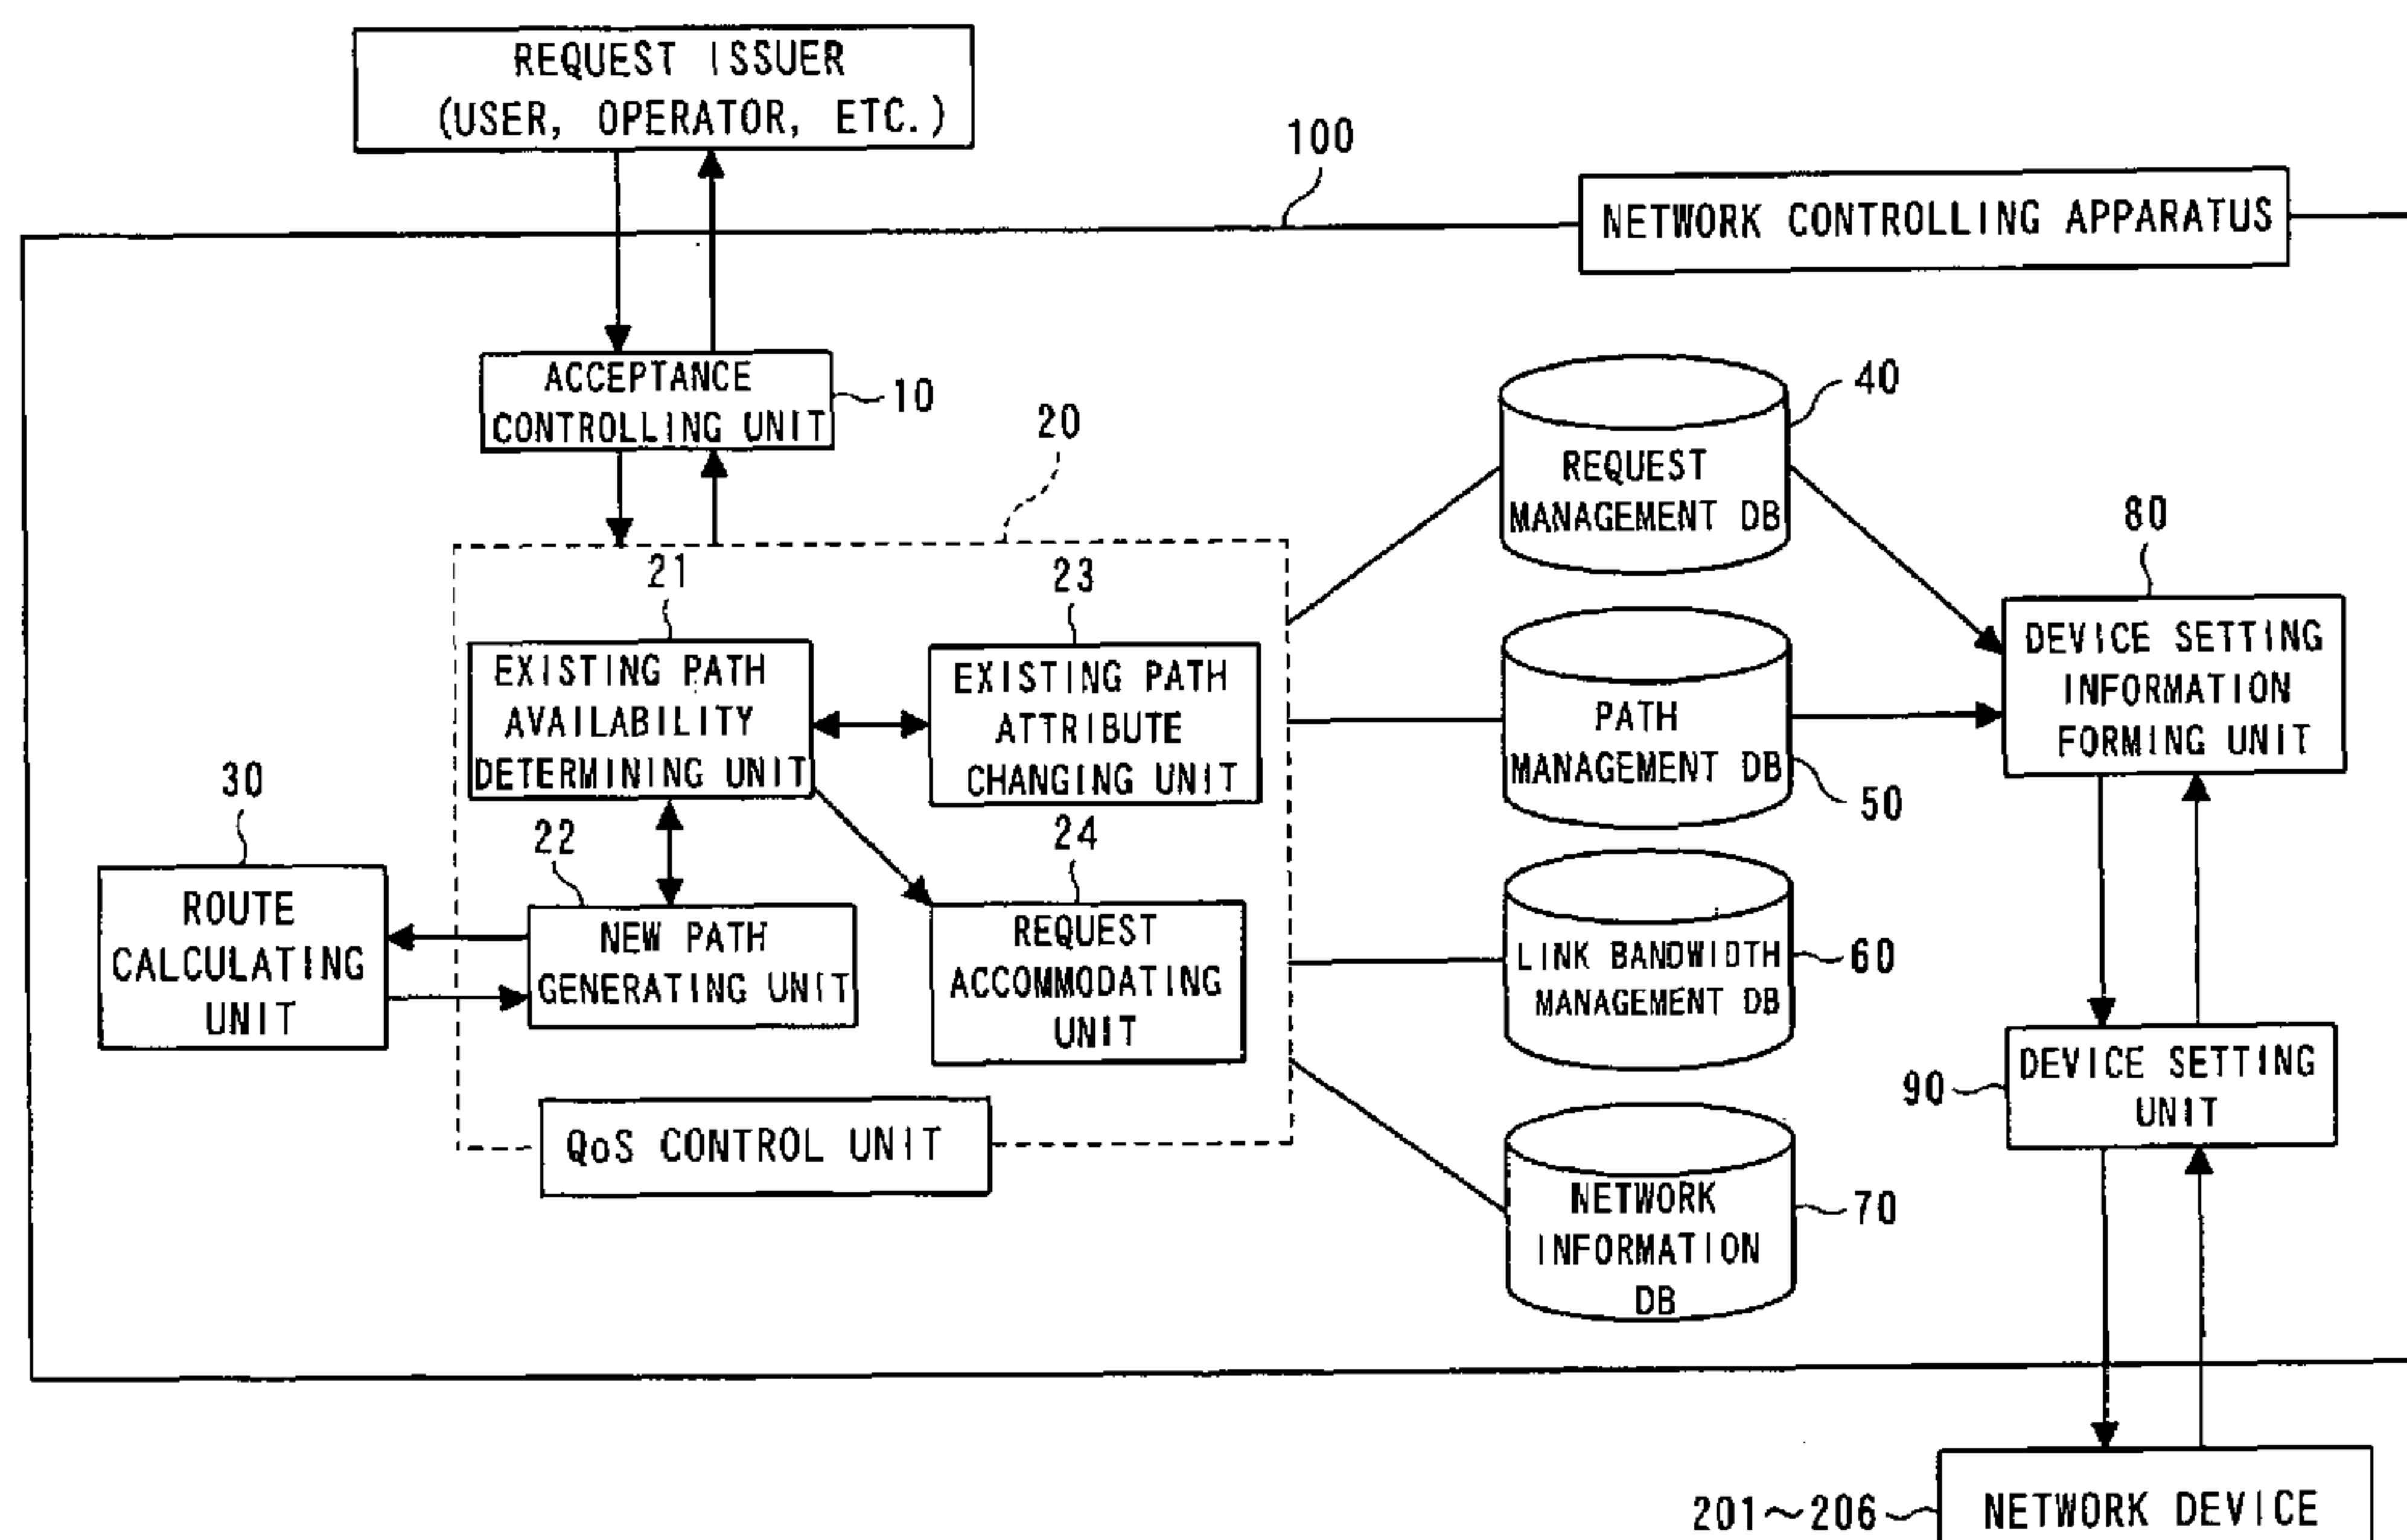 REQUEST ISSUER
(USER, OPERATOR, ETC.)
100
NETWORK CONTROLLING APPARATUS
ACCEPTANCE
CONTROLLING UNIT
10
20
40
REQUEST
MANAGEMENT DB
80
21
23
EXISTING PATH
AVAILABILITY
DETERMINING UNIT
EXISTING PATH
ATTRIBUTE
CHANGING UNIT
PATH
MANAGEMENT DB
50
DEVICE SETTING
INFORMATION
FORMING UNIT
30
22
24
ROUTE
CALCULATING
UNIT
NEW PATH
GENERATING UNIT
REQUEST
ACCOMMODATING
UNIT
LINK BANDWIDTH
MANAGEMENT DB
60
90
DEVICE SETTING
UNIT
QoS CONTROL UNIT
NETWORK
INFORMATION
DB
70
201~206
NETWORK DEVICE